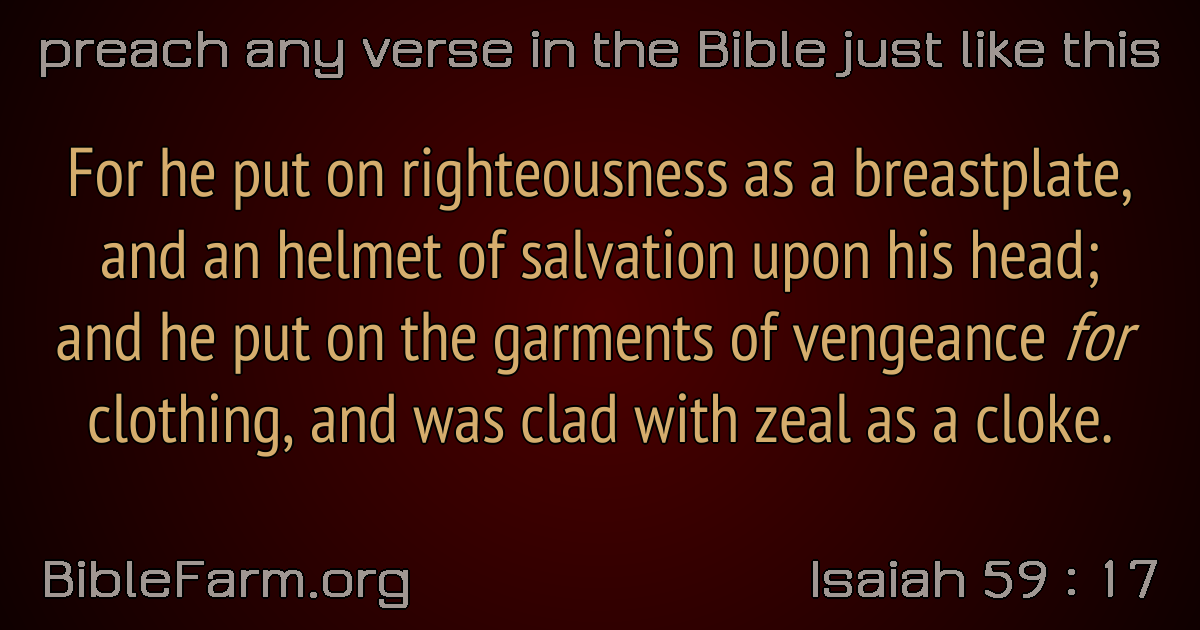 preach any verse in the Bible just like this
For he put on righteousness as a breastplate,
and an helmet of salvation upon his head;
and he put on the garments of vengeance for
clothing, and was clad with zeal as a cloke.
BibleFarm.org
Isaiah 59 : 17